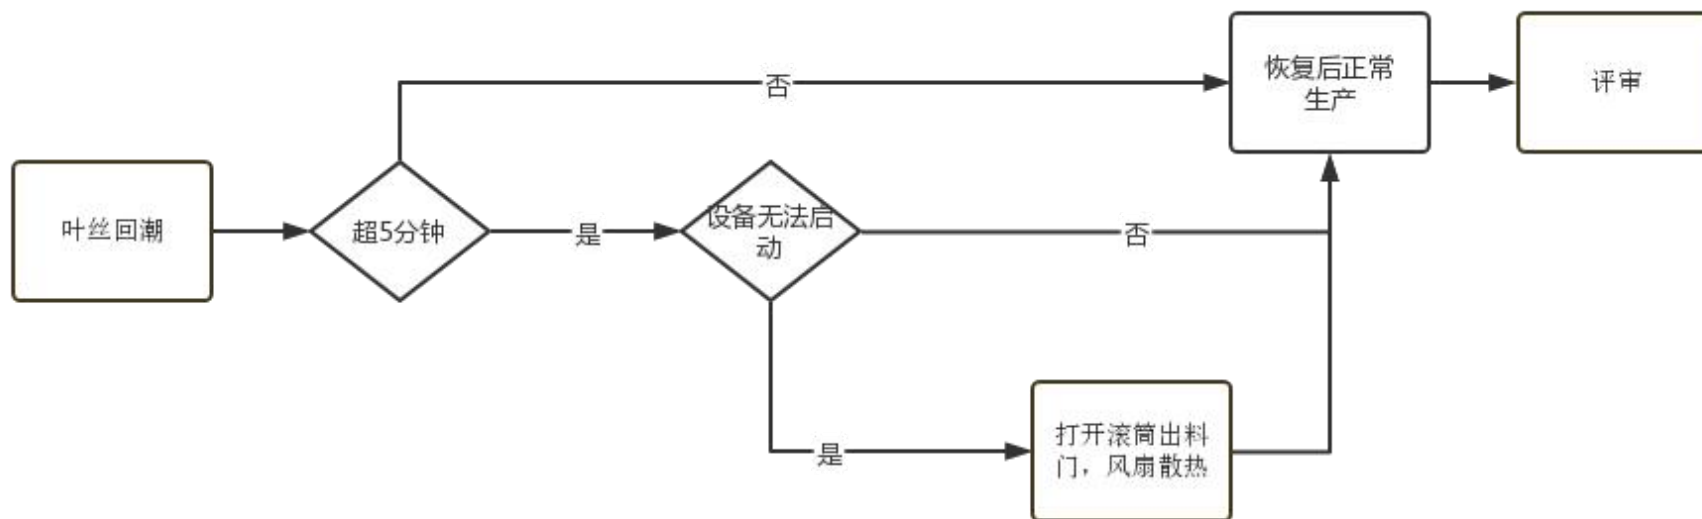 恢复后正常
生产
评审
否
叶丝回潮
超5分钟
是
设备无法启
动
否
是
打开滚筒出料
门，风扇散热